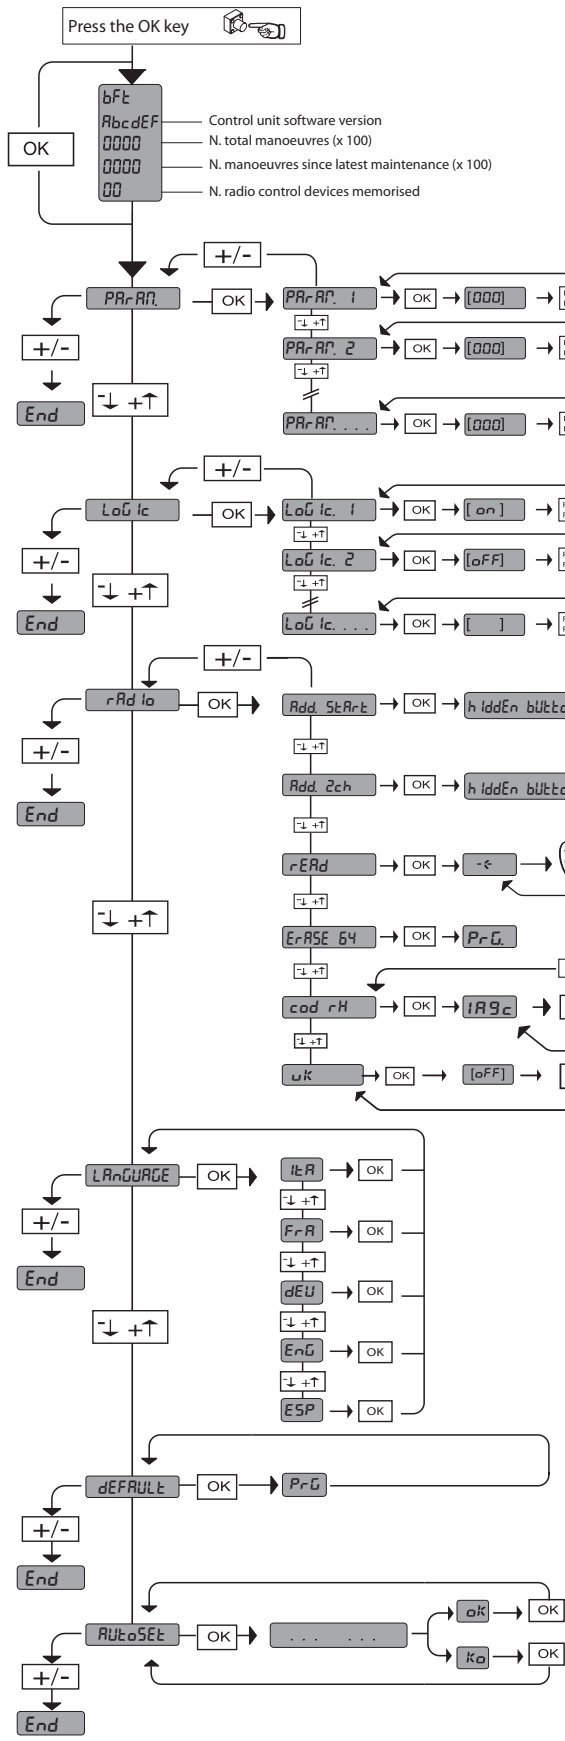 Press the OK key
bFt
AbcdEF
Control unit software version
0000
N. total manoeuvres (x 100)
OK
0000
N. manoeuvres since latest maintenance (x 100)
00
N. radio control devices memorised
+/-
PArAM.
OK
PArAM. 1
OK
[000]
-↓ +↑
+/-
PArAM. 2
OK
[000]
-↓ +↑
-↓ +↑
End
PArAM. . . .
OK
[000]
+/-
LoGIc
OK
LoGIc. 1
OK
[ on ]
-↓ +↑
+/-
LoGIc. 2
OK
[oFF]
-↓ +↑
-↓ +↑
End
LoGIc. . . .
OK
[ ]
+/-
rAdIo
OK
Add. StArt
OK
hIddEn bUtto
+/-
-↓ +↑
End
Add. 2ch
OK
hIddEn bUtto
-↓ +↑
rEAd
OK
-↓ +↑
-↓ +↑
ErASE 64
OK
PrG.
-↓ +↑
cod rX
OK
1A9c
-↓ +↑
uk
OK
[oFF]
LAnGUAGE
OK
ItA
OK
-↓ +↑
+/-
FrA
OK
-↓ +↑
End
dEU
OK
-↓ +↑
-↓ +↑
EnG
OK
-↓ +↑
ESP
OK
dEFAULt
OK
PrG
+/-
End
AUtoSEt
OK
. . . . . .
ok
OK
Ko
OK
+/-
End